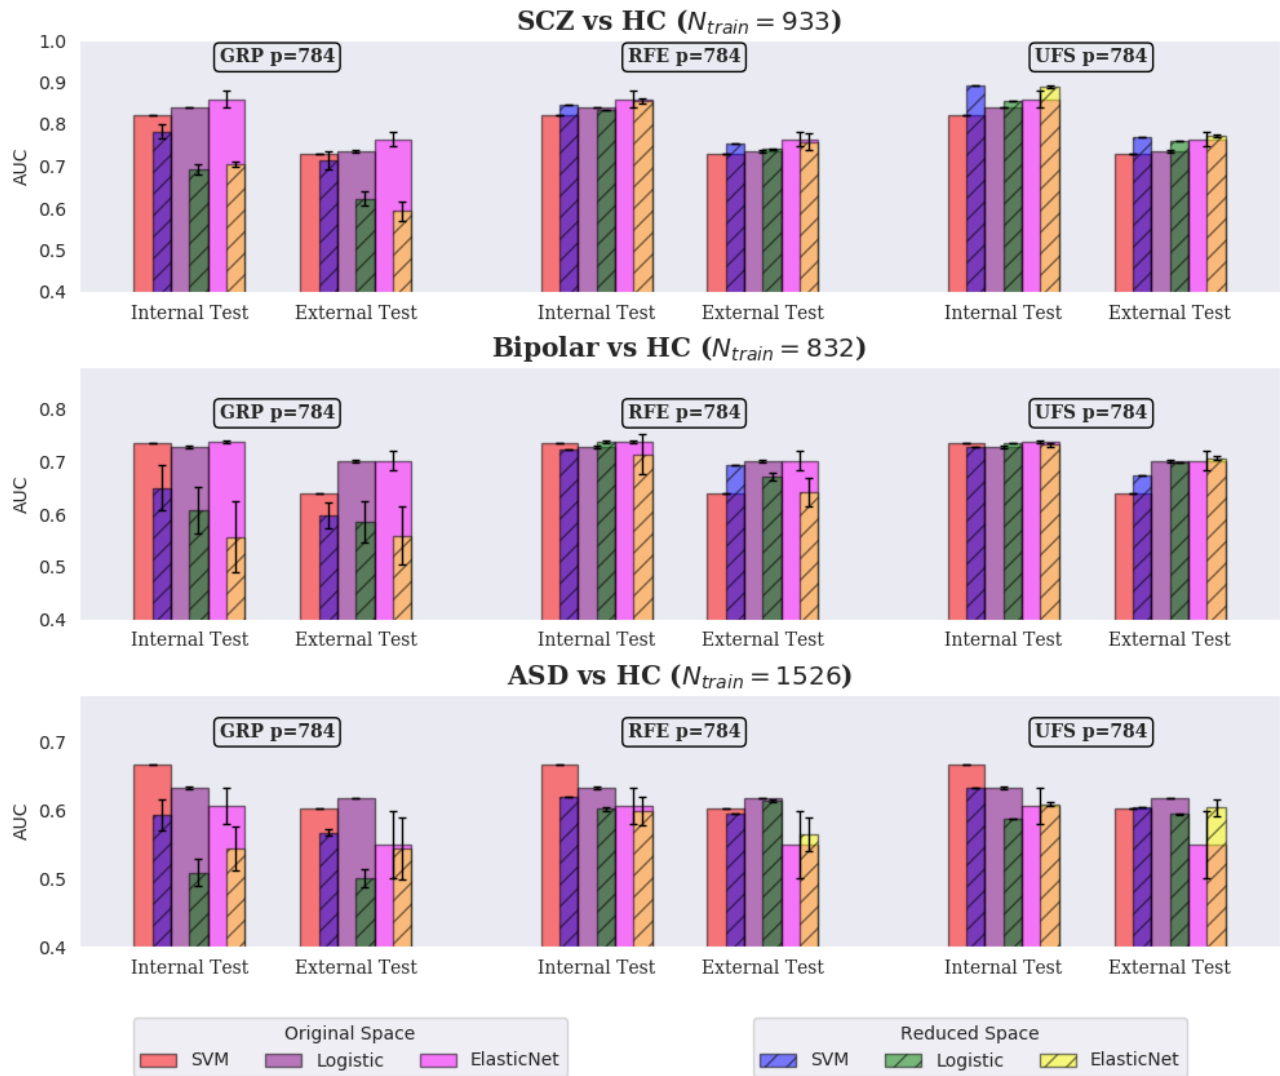 SCZ vs HC (N_train = 933)
1.0
0.9
0.8
0.7
0.6
0.5
0.4
AUC
GRP p=784
RFE p=784
UFS p=784
Internal Test
External Test
Internal Test
External Test
Internal Test
External Test
Bipolar vs HC (N_train = 832)
0.8
0.7
0.6
0.5
0.4
AUC
GRP p=784
RFE p=784
UFS p=784
Internal Test
External Test
Internal Test
External Test
Internal Test
External Test
ASD vs HC (N_train = 1526)
0.7
0.6
0.5
0.4
AUC
GRP p=784
RFE p=784
UFS p=784
Internal Test
External Test
Internal Test
External Test
Internal Test
External Test
Original Space
SVM Logistic ElasticNet
Reduced Space
SVM Logistic ElasticNet